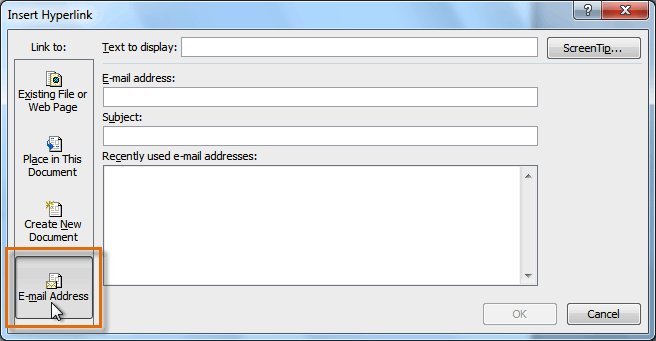 Insert Hyperlink
?
Link to:
Text to display:
ScreenTip...
Existing File or
Web Page
Place in This
Document
Create New
Document
E-mail Address
E-mail address:
Subject:
Recently used e-mail addresses:
OK
Cancel